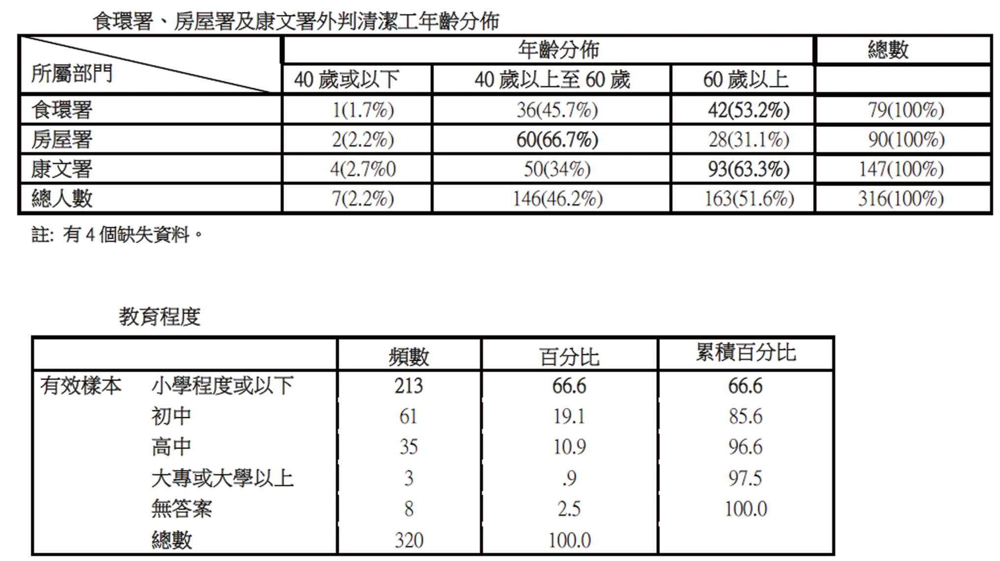 食環署、房屋署及康文署外判清潔工年齡分佈
所屬部門 年齡分佈 總數
40 歲或以下 40 歲以上至 60 歲 60 歲以上
食環署 1(1.7%) 36(45.7%) 42(53.2%) 79(100%)
房屋署 2(2.2%) 60(66.7%) 28(31.1%) 90(100%)
康文署 4(2.7%0 50(34%) 93(63.3%) 147(100%)
總人數 7(2.2%) 146(46.2%) 163(51.6%) 316(100%)
註: 有 4 個缺失資料。
教育程度
頻數 百分比 累積百分比
有效樣本 小學程度或以下 213 66.6 66.6
初中 61 19.1 85.6
高中 35 10.9 96.6
大專或大學以上 3 .9 97.5
無答案 8 2.5 100.0
總數 320 100.0